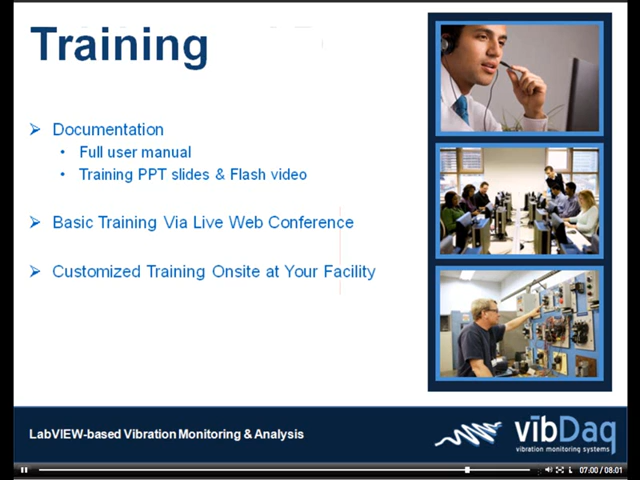 Training
Documentation
Full user manual
Training PPT slides & Flash video
Basic Training Via Live Web Conference
Customized Training Onsite at Your Facility
LabVIEW-based Vibration Monitoring & Analysis
vibDaq
vibration monitoring systems
07:00 / 08:01